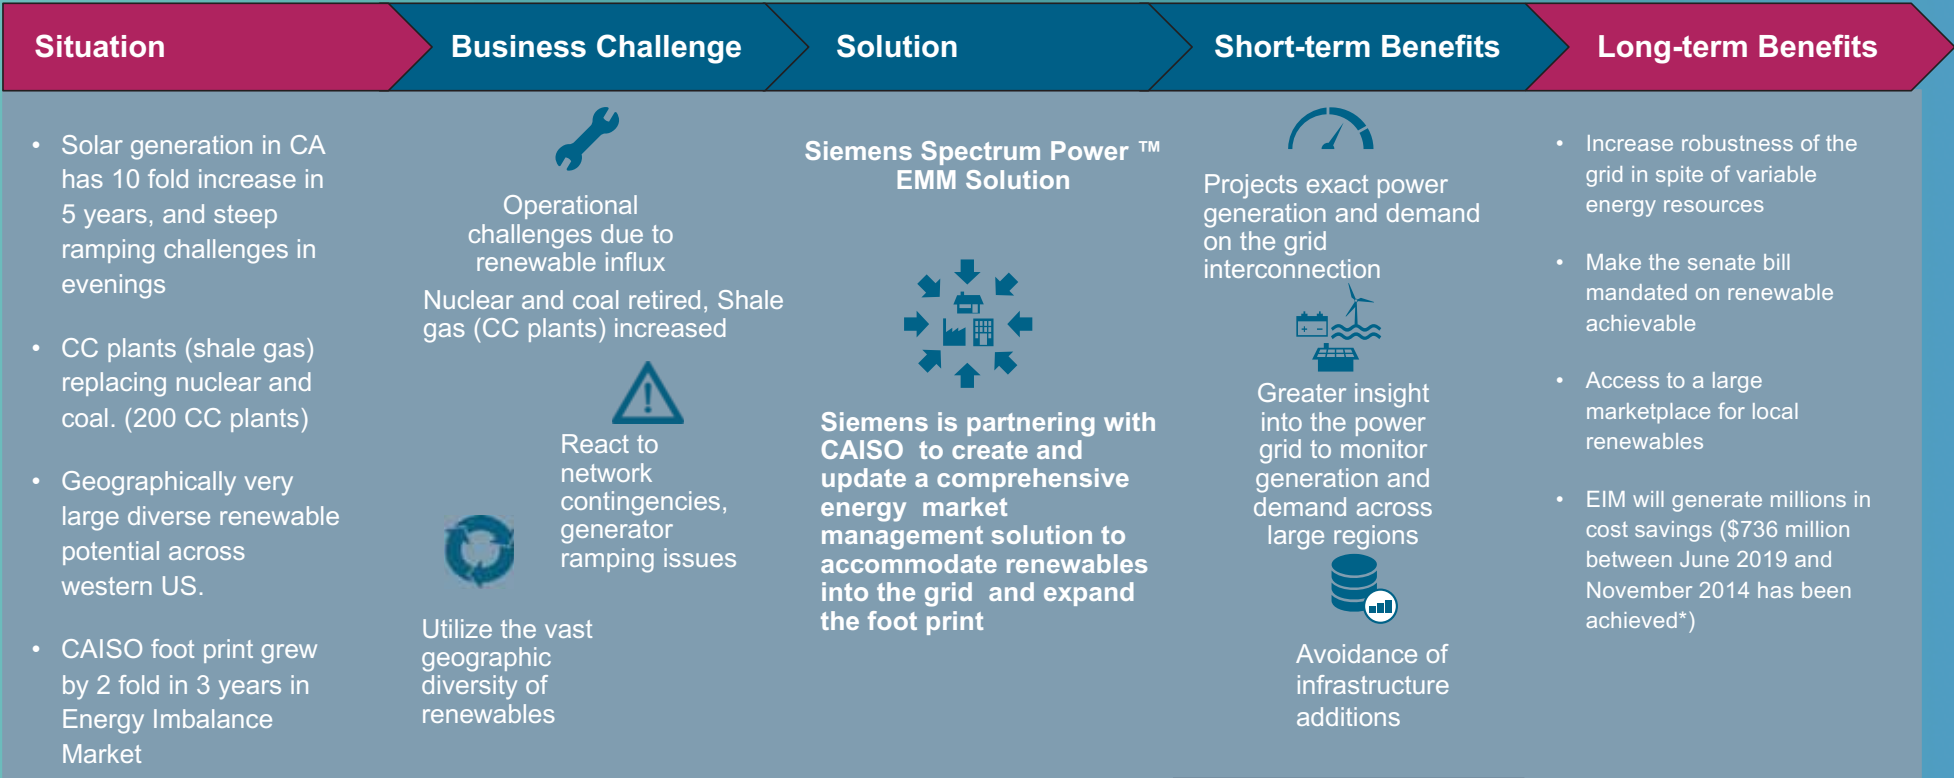 Situation
Business Challenge
Solution
Short-term Benefits
Long-term Benefits
• Solar generation in CA
has 10 fold increase in
5 years, and steep
ramping challenges in
evenings
• CC plants (shale gas)
replacing nuclear and
coal. (200 CC plants)
• Geographically very
large diverse renewable
potential across
western US.
• CAISO foot print grew
by 2 fold in 3 years in
Energy Imbalance
Market
Operational
challenges due to
renewable influx
Nuclear and coal retired, Shale
gas (CC plants) increased
React to
network
contingencies,
generator
ramping issues
Utilize the vast
geographic
diversity of
renewables
Siemens Spectrum Power ™
EMM Solution
Siemens is partnering with
CAISO to create and
update a comprehensive
energy market
management solution to
accommodate renewables
into the grid and expand
the foot print
Projects exact power
generation and demand
on the grid
interconnection
Greater insight
into the power
grid to monitor
generation and
demand across
large regions
Avoidance of
infrastructure
additions
• Increase robustness of the
grid in spite of variable
energy resources
• Make the senate bill
mandated on renewable
achievable
• Access to a large
marketplace for local
renewables
• EIM will generate millions in
cost savings ($736 million
between June 2019 and
November 2014 has been
achieved*)